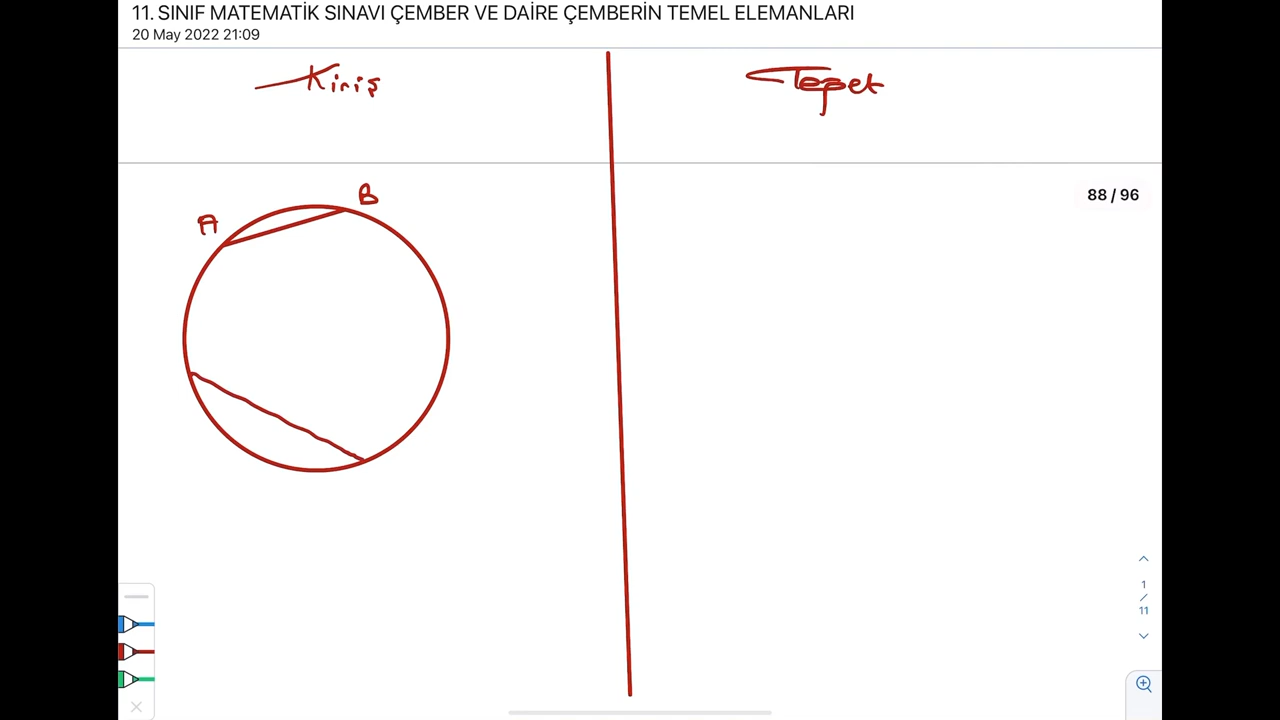 11. SINIF MATEMATİK SINAVI ÇEMBER VE DAİRE ÇEMBERİN TEMEL ELEMANLARI
20 May 2022 21:09
Kiriş
Tepet
88 / 96
B
A
1
/
11